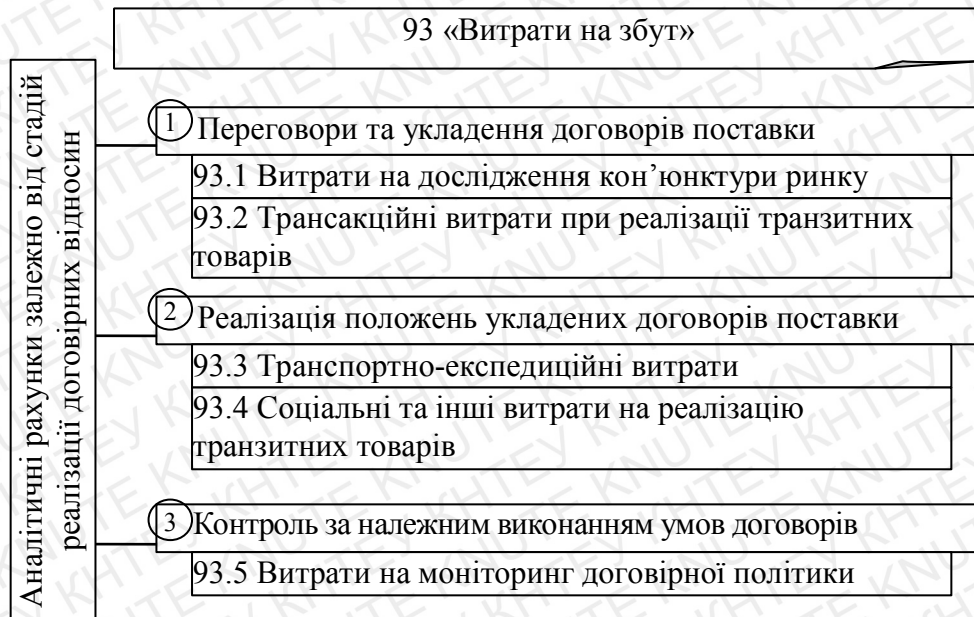 93 «Витрати на збут»
Аналітичні рахунки залежно від стадій
реалізації договірних відносин
1 Переговори та укладення договорів поставки
93.1 Витрати на дослідження кон’юнктури ринку
93.2 Трансакційні витрати при реалізації транзитних
товарів
2 Реалізація положень укладених договорів поставки
93.3 Транспортно-експедиційні витрати
93.4 Соціальні та інші витрати на реалізацію
транзитних товарів
3 Контроль за належним виконанням умов договорів
93.5 Витрати на моніторинг договірної політики